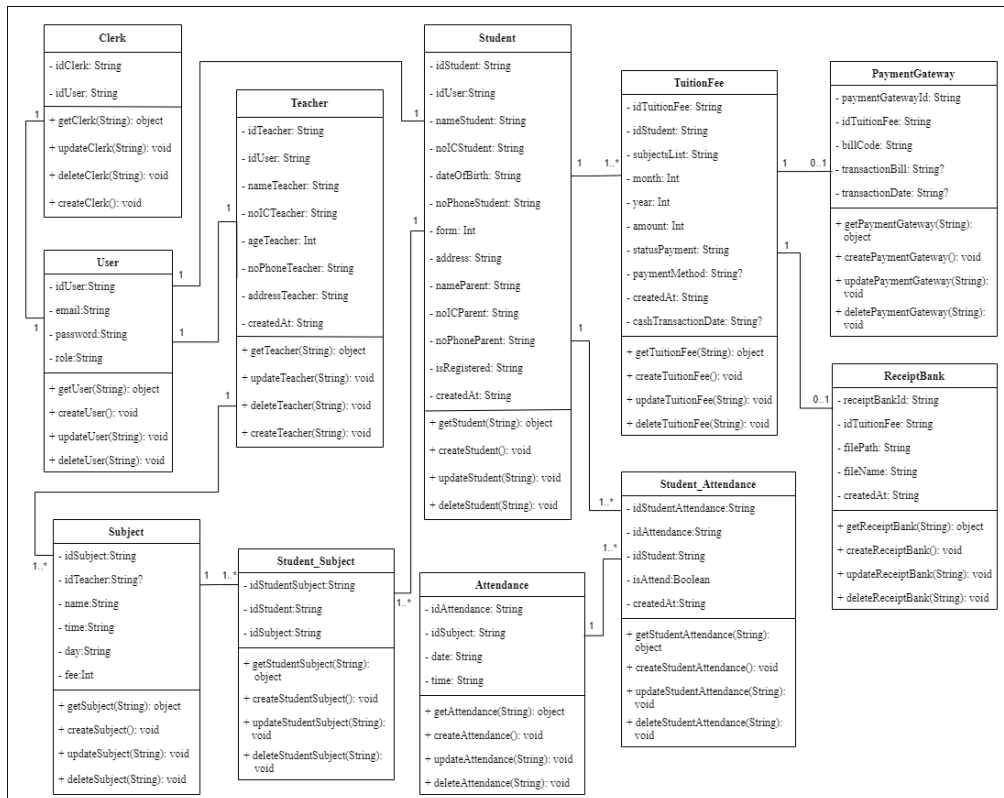 Clerk
- idClerk: String
- idUser: String
+ getClerk(String): object
+ updateClerk(String): void
+ deleteClerk(String): void
+ createClerk(): void
1
1
User
- idUser:String
- email:String
- password:String
- role:String
+ getUser(String): object
+ createUser(): void
+ updateUser(String): void
+ deleteUser(String): void
1
1
1
1
Teacher
- idTeacher: String
- idUser: String
- nameTeacher: String
- noICTeacher: String
- ageTeacher: Int
- noPhoneTeacher: String
- addressTeacher: String
- createdAt: String
+ getTeacher(String): object
+ updateTeacher(String): void
+ deleteTeacher(String): void
+ createTeacher(): void
1
1..*
Student
- idStudent: String
- idUser:String
- nameStudent: String
- noICStudent: String
- dateOfBirth: String
- noPhoneStudent: String
- form: Int
- address: String
- nameParent: String
- noICParent: String
- noPhoneParent: String
- isRegistered: String
- createdAt: String
+ getStudent(String): object
+ createStudent(): void
+ updateStudent(String): void
+ deleteStudent(String): void
1
1
1..*
1
1..*
1
1..*
TuitionFee
- idTuitionFee: String
- idStudent: String
- subjectsList: String
- month: Int
- year: Int
- amount: Int
- statusPayment: String
- paymentMethod: String?
- createdAt: String
- cashTransactionDate: String?
+ getTuitionFee(String): object
+ createTuitionFee(): void
+ updateTuitionFee(String): void
+ deleteTuitionFee(String): void
1
0..1
1
0..1
PaymentGateway
- paymentGatewayId: String
- idTuitionFee: String
- billCode: String
- transactionBill: String?
- transactionDate: String?
+ getPaymentGateway(String):
object
+ createPaymentGateway(): void
+ updatePaymentGateway(String):
void
+ deletePaymentGateway(String):
void
ReceiptBank
- receiptBankId: String
- idTuitionFee: String
- filePath: String
- fileName: String
- createdAt: String
+ getReceiptBank(String): object
+ createReceiptBank(): void
+ updateReceiptBank(String): void
+ deleteReceiptBank(String): void
Subject
- idSubject:String
- idTeacher:String?
- name:String
- time:String
- day:String
- fee:Int
+ getSubject(String): object
+ createSubject(): void
+ updateSubject(String): void
+ deleteSubject(String): void
1
1..*
Student_Subject
- idStudentSubject:String
- idStudent:String
- idSubject:String
+ getStudentSubject(String):
object
+ createStudentSubject(): void
+ updateStudentSubject(String):
void
+ deleteStudentSubject(String):
void
Attendance
- idAttendance: String
- idSubject: String
- date: String
- time: String
+ getAttendance(String): object
+ createAttendance(): void
+ updateAttendance(String): void
+ deleteAttendance(String): void
1
1..*
Student_Attendance
- idStudentAttendance:String
- idAttendance:String
- idStudent:String
- isAttend:Boolean
- createdAt:String
+ getStudentAttendance(String):
object
+ createStudentAttendance(): void
+ updateStudentAttendance(String):
void
+ deleteStudentAttendance(String):
void